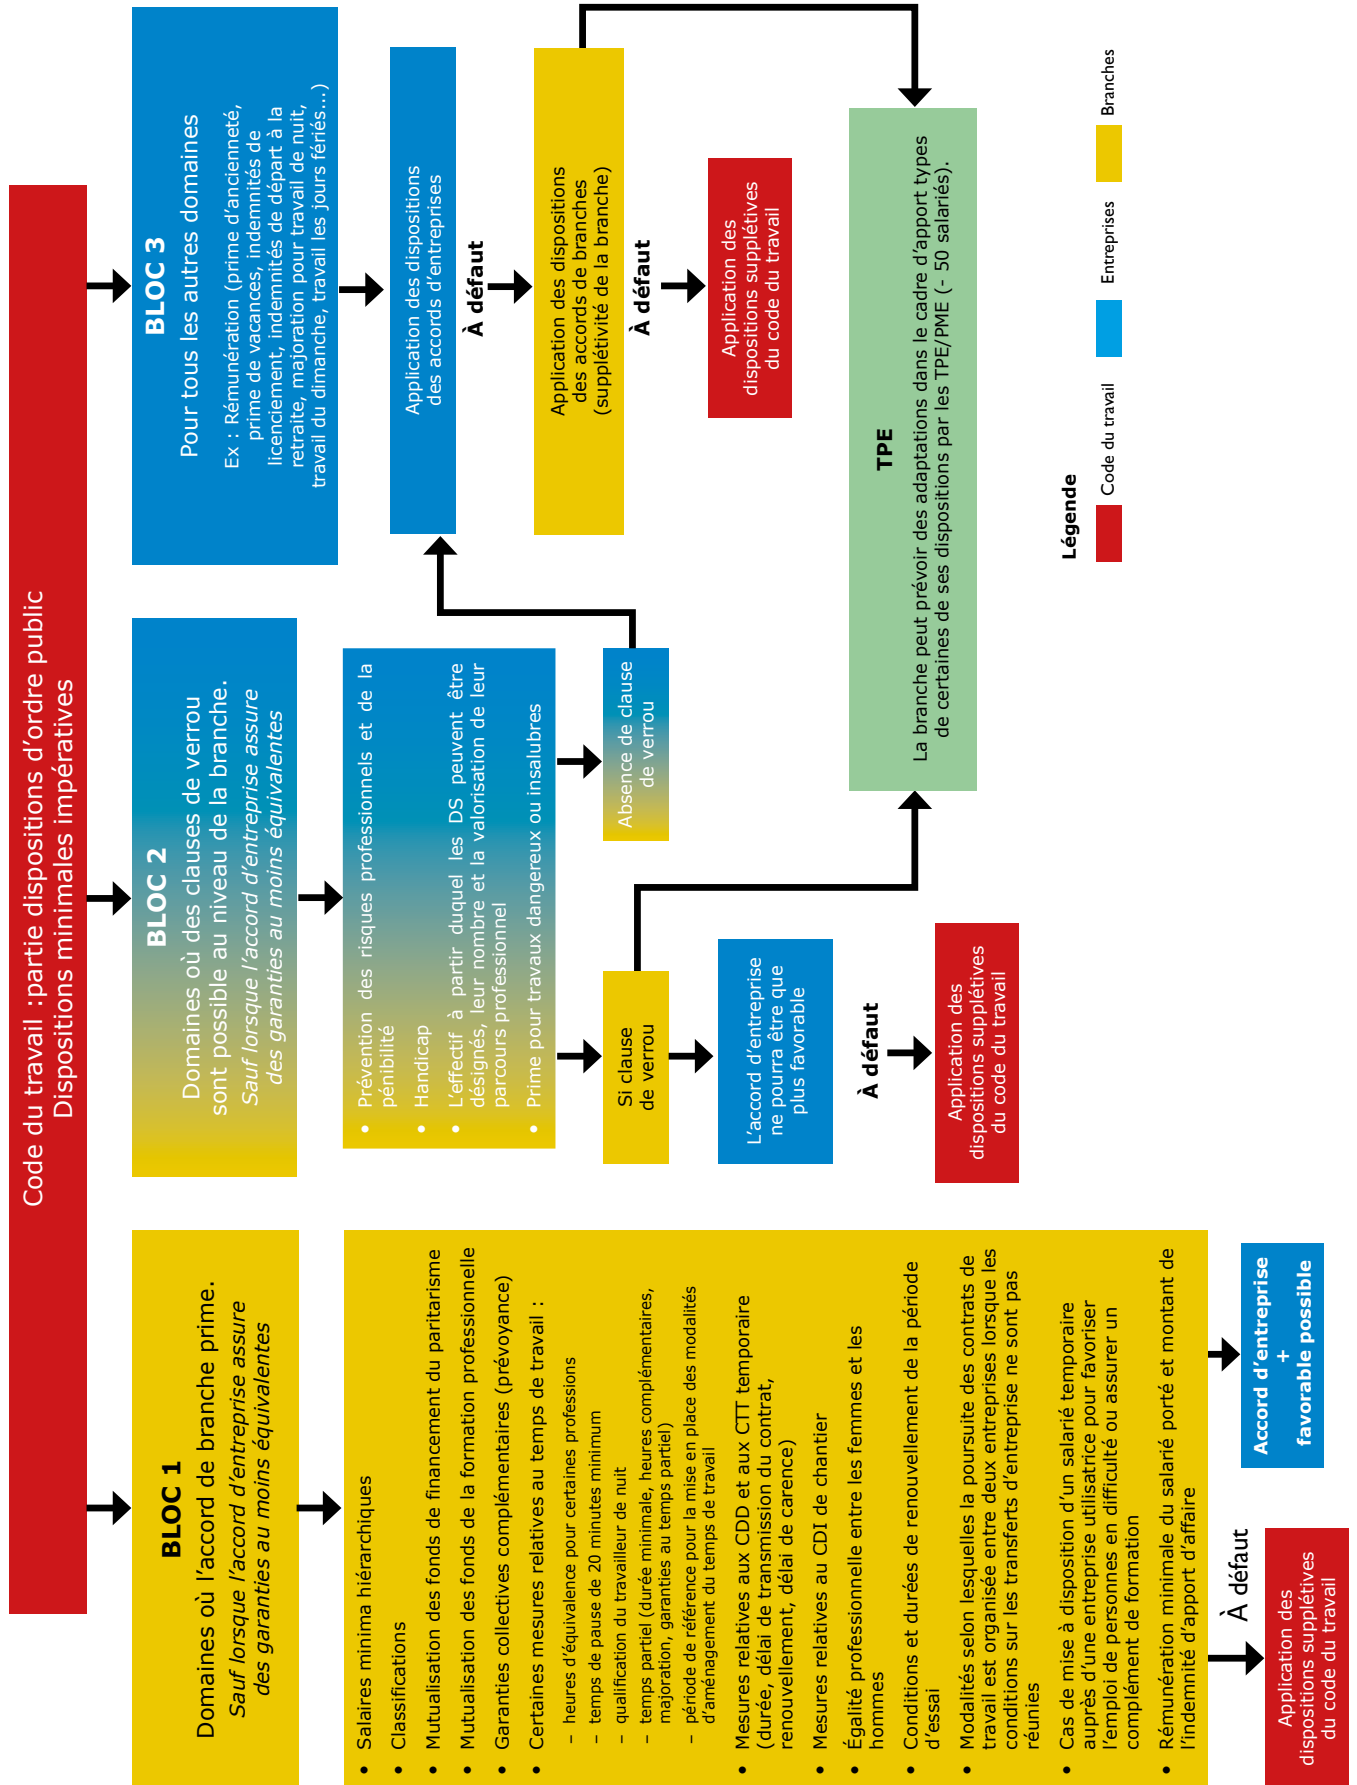 Code du travail :partie dispositions d’ordre public
Dispositions minimales impératives
BLOC 1
Domaines où l’accord de branche prime.
Sauf lorsque l’accord d’entreprise assure
des garanties au moins équivalentes
• Salaires minima hiérarchiques
• Classifications
• Mutualisation des fonds de financement du paritarisme
• Mutualisation des fonds de la formation professionnelle
• Garanties collectives complémentaires (prévoyance)
• Certaines mesures relatives au temps de travail :
– heures d’équivalence pour certaines professions
– temps de pause de 20 minutes minimum
– qualification du travailleur de nuit
– temps partiel (durée minimale, heures complémentaires,
majoration, garanties au temps partiel)
– période de référence pour la mise en place des modalités
d’aménagement du temps de travail
• Mesures relatives aux CDD et aux CTT temporaire
(durée, délai de transmission du contrat,
renouvellement, délai de carence)
• Mesures relatives au CDI de chantier
• Égalité professionnelle entre les femmes et les
hommes
• Conditions et durées de renouvellement de la période
d’essai
• Modalités selon lesquelles la poursuite des contrats de
travail est organisée entre deux entreprises lorsque les
conditions sur les transferts d’entreprise ne sont pas
réunies
• Cas de mise à disposition d’un salarié temporaire
auprès d’une entreprise utilisatrice pour favoriser
l’emploi de personnes en difficulté ou assurer un
complément de formation
• Rémunération minimale du salarié porté et montant de
l’indemnité d’apport d’affaire
À défaut
Application des
dispositions supplétives
du code du travail
Accord d’entreprise
+
favorable possible
BLOC 2
Domaines où des clauses de verrou
sont possible au niveau de la branche.
Sauf lorsque l’accord d’entreprise assure
des garanties au moins équivalentes
• Prévention des risques professionnels et de la
pénibilité
• Handicap
• L’effectif à partir duquel les DS peuvent être
désignés, leur nombre et la valorisation de leur
parcours professionnel
• Prime pour travaux dangereux ou insalubres
Si clause
de verrou
Absence de clause
de verrou
L’accord d’entreprise
ne pourra être que
plus favorable
À défaut
Application des
dispositions supplétives
du code du travail
BLOC 3
Pour tous les autres domaines
Ex : Rémunération (prime d’ancienneté,
prime de vacances, indemnités de
licenciement, indemnités de départ à la
retraite, majoration pour travail de nuit,
travail du dimanche, travail les jours fériés...)
Application des dispositions
des accords d’entreprises
À défaut
Application des dispositions
des accords de branches
(supplétivité de la branche)
À défaut
Application des
dispositions supplétives
du code du travail
TPE
La branche peut prévoir des adaptations dans le cadre d’apport types
de certaines de ses dispositions par les TPE/PME (- 50 salariés).
Légende
Code du travail
Entreprises
Branches